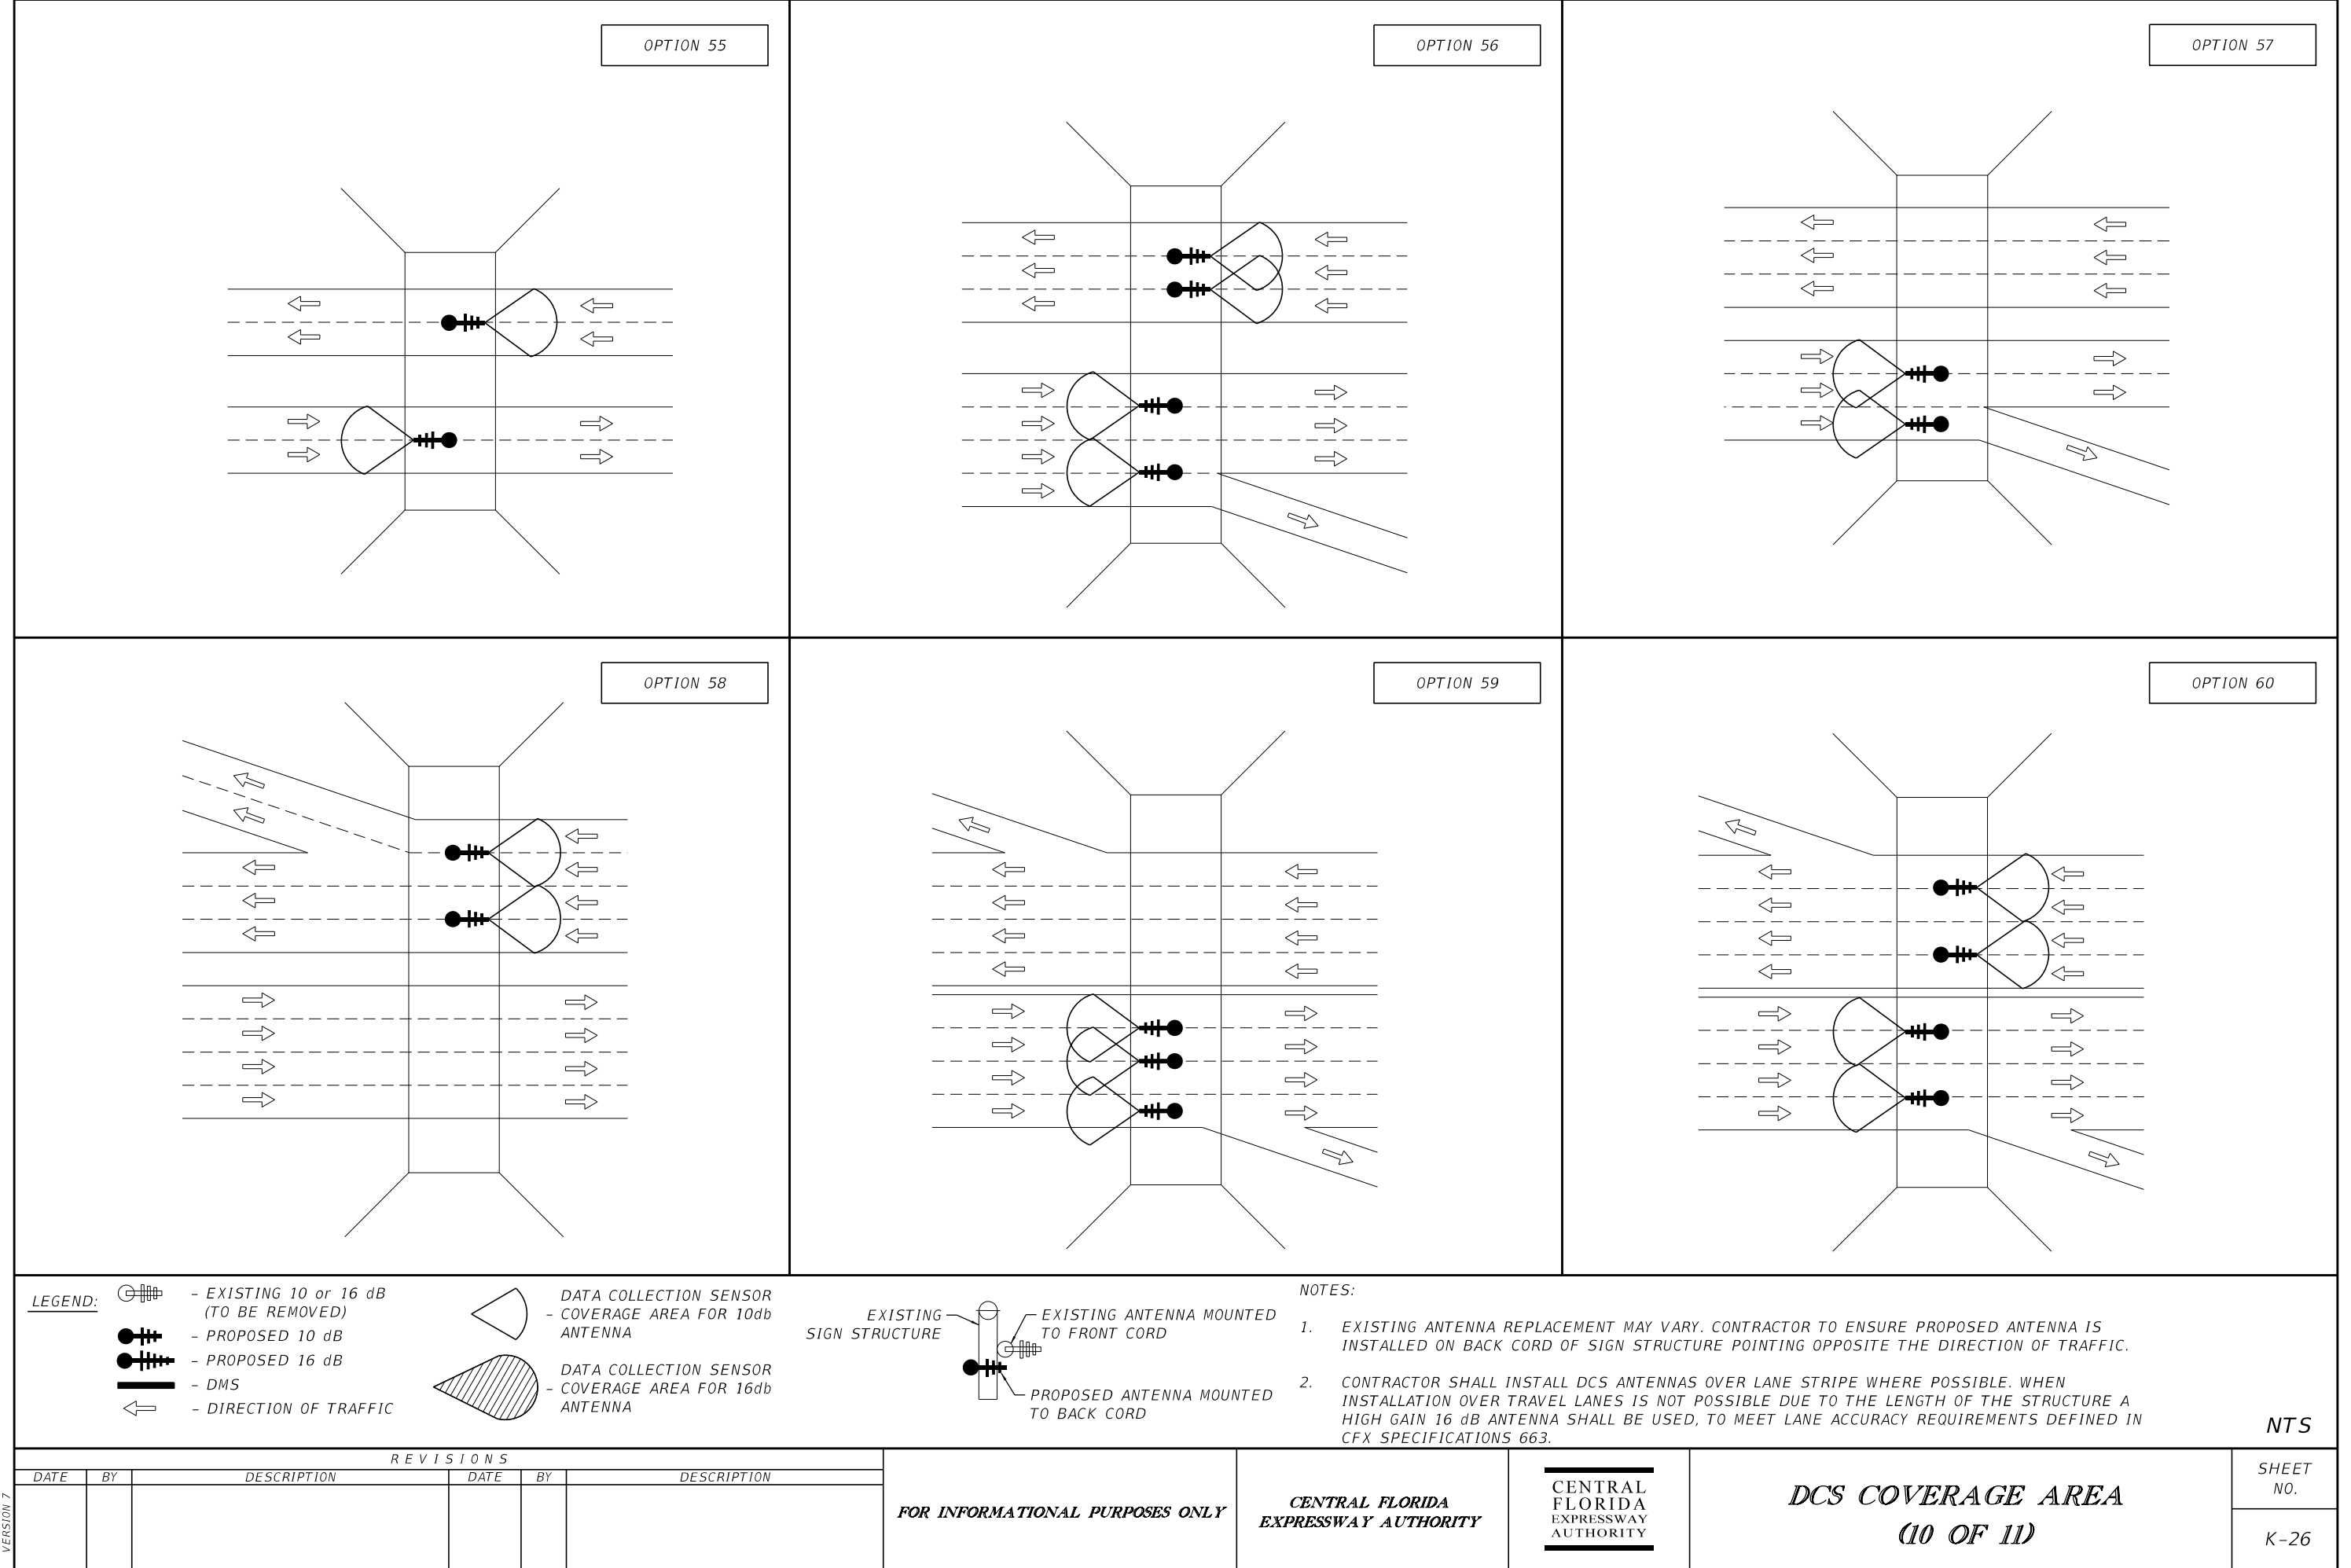 OPTION 55
OPTION 56
OPTION 57
OPTION 58
OPTION 59
OPTION 60
LEGEND:
- EXISTING 10 or 16 dB
(TO BE REMOVED)
- PROPOSED 10 dB
- PROPOSED 16 dB
- DMS
- DIRECTION OF TRAFFIC
DATA COLLECTION SENSOR
- COVERAGE AREA FOR 10db
ANTENNA
DATA COLLECTION SENSOR
- COVERAGE AREA FOR 16db
ANTENNA
EXISTING
SIGN STRUCTURE
EXISTING ANTENNA MOUNTED
TO FRONT CORD
PROPOSED ANTENNA MOUNTED
TO BACK CORD
NOTES:
1. EXISTING ANTENNA REPLACEMENT MAY VARY. CONTRACTOR TO ENSURE PROPOSED ANTENNA IS
INSTALLED ON BACK CORD OF SIGN STRUCTURE POINTING OPPOSITE THE DIRECTION OF TRAFFIC.
2. CONTRACTOR SHALL INSTALL DCS ANTENNAS OVER LANE STRIPE WHERE POSSIBLE. WHEN
INSTALLATION OVER TRAVEL LANES IS NOT POSSIBLE DUE TO THE LENGTH OF THE STRUCTURE A
HIGH GAIN 16 dB ANTENNA SHALL BE USED, TO MEET LANE ACCURACY REQUIREMENTS DEFINED IN
CFX SPECIFICATIONS 663.
NTS
REVISIONS
DATE BY DESCRIPTION DATE BY DESCRIPTION
FOR INFORMATIONAL PURPOSES ONLY
CENTRAL FLORIDA
EXPRESSWAY AUTHORITY
CENTRAL
FLORIDA
EXPRESSWAY
AUTHORITY
DCS COVERAGE AREA
(10 OF 11)
SHEET
NO.
K-26
VERSION 7